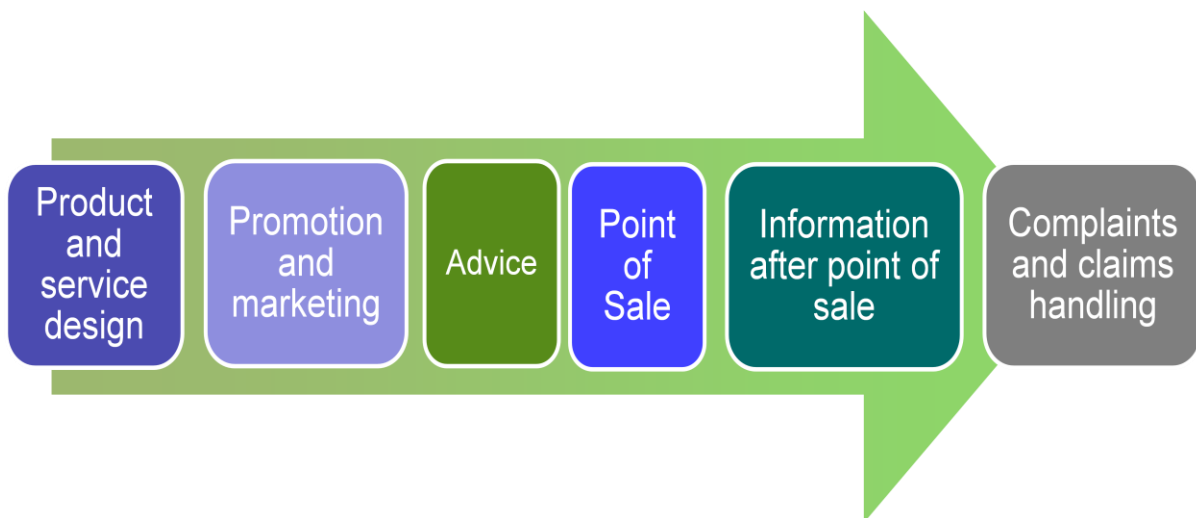 Product
and
service
design
Promotion
and
marketing
Advice
Point
of
Sale
Information
after point of
sale
Complaints
and claims
handling